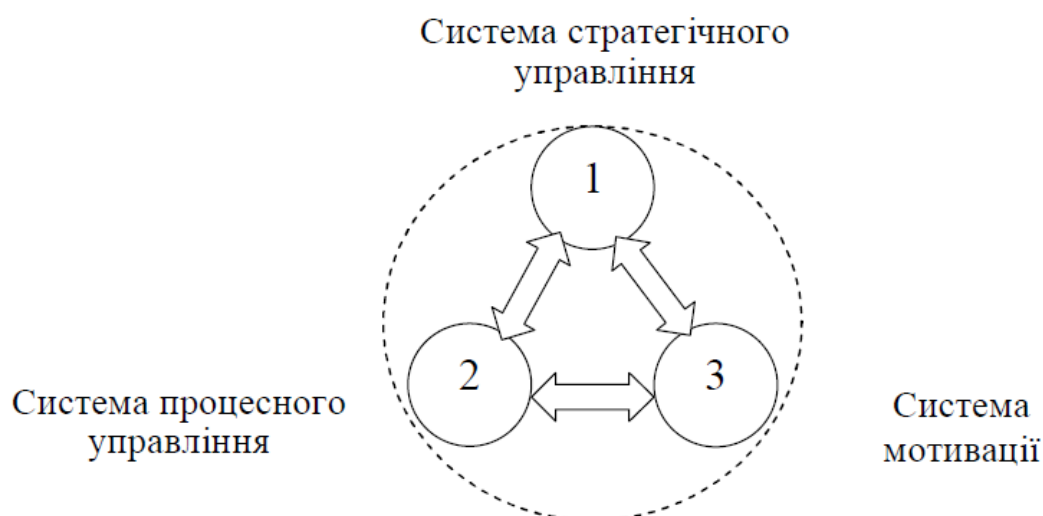 Система стратегічного
управління
1
2
3
Система процесного
управління
Система
мотивації